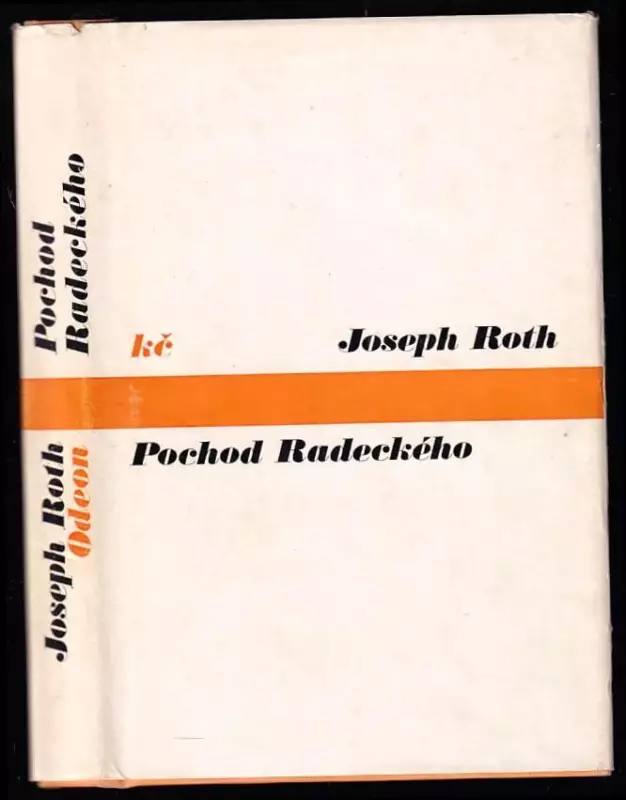 Pochod
Radeckého
Joseph Roth
Odeon
kč
Joseph Roth
Pochod Radeckého